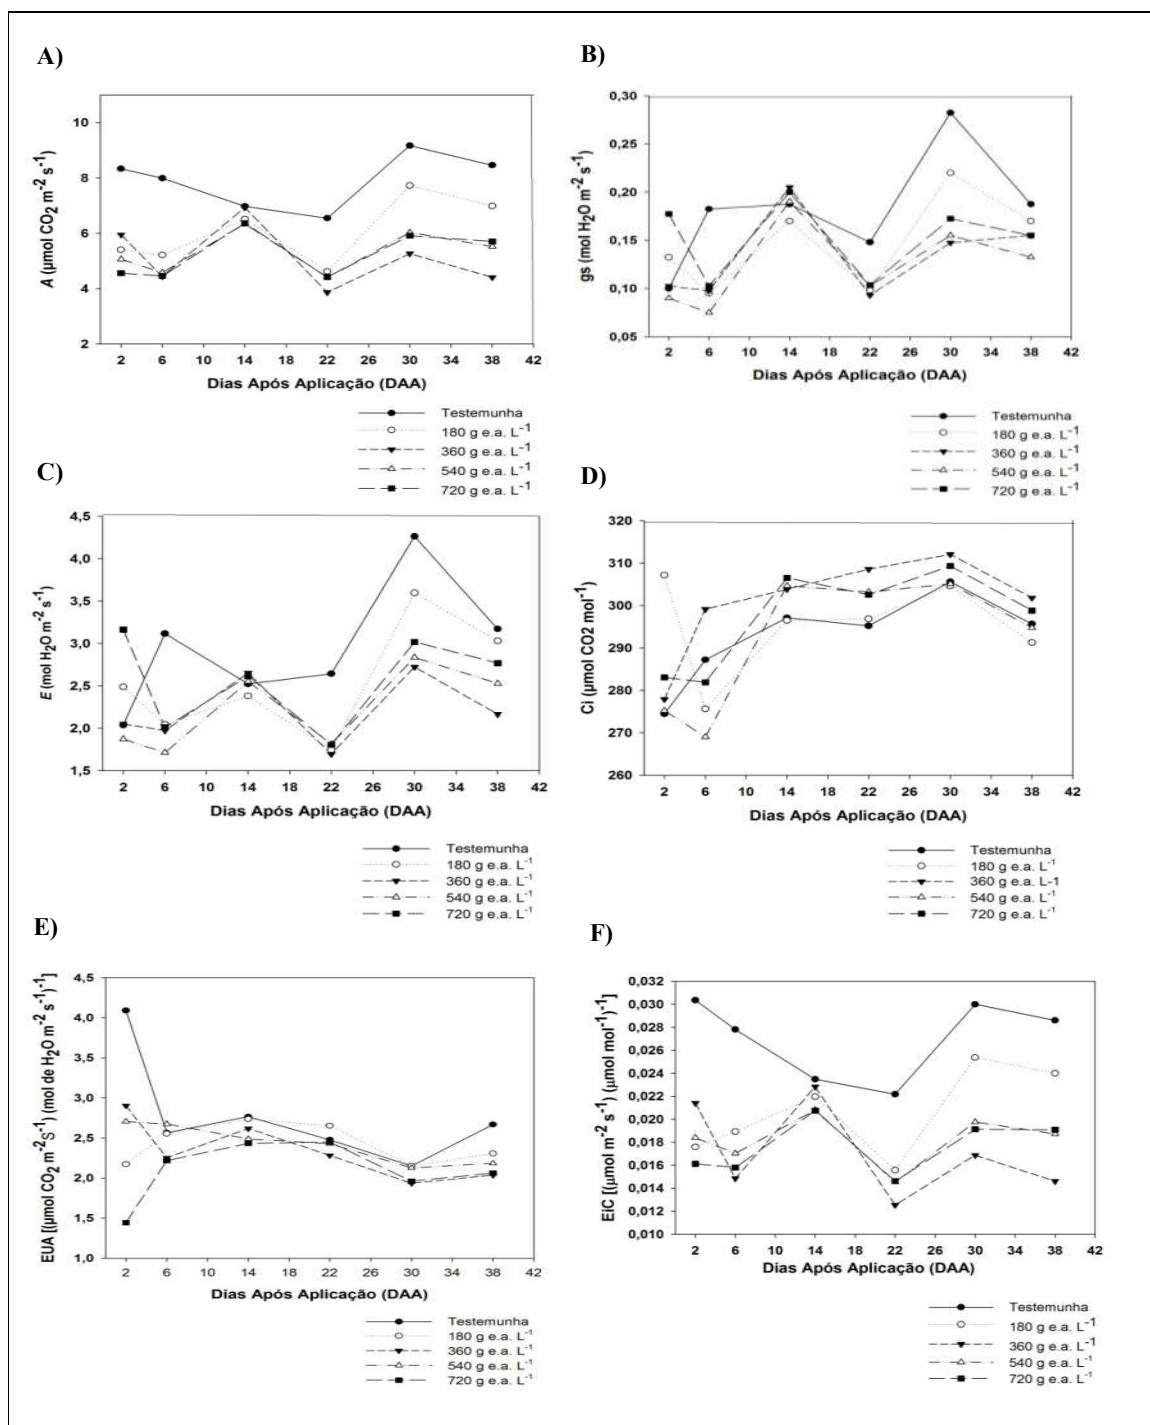 A)
A (µmol CO2 m-2 s-1)
10
8
6
4
2
2 6 10 14 18 22 26 30 34 38 42
Dias Após Aplicação (DAA)
Testemunha
180 g e.a. L-1
360 g e.a. L-1
540 g e.a. L-1
720 g e.a. L-1
B)
gs (mol H2O m-2 s-1)
0,30
0,25
0,20
0,15
0,10
0,05
2 6 10 14 18 22 26 30 34 38 42
Dias Após Aplicação (DAA)
Testemunha
180 g e.a. L-1
360 g e.a. L-1
540 g e.a. L-1
720 g e.a. L-1
C)
E (mol H2O m-2 s-1)
4,5
4,0
3,5
3,0
2,5
2,0
1,5
2 6 10 14 18 22 26 30 34 38 42
Dias Após Aplicação (DAA)
Testemunha
180 g e.a. L-1
360 g e.a. L-1
540 g e.a. L-1
720 g e.a. L-1
D)
Ci (µmol CO2 mol-1)
320
310
300
290
280
270
260
2 6 10 14 18 22 26 30 34 38 42
Dias Após Aplicação (DAA)
Testemunha
180 g e.a. L-1
360 g e.a. L-1
540 g e.a. L-1
720 g e.a. L-1
E)
EUA [(µmol CO2 m-2S-1) (mol de H2O m-2 s-1)-1]
4,5
4,0
3,5
3,0
2,5
2,0
1,5
1,0
2 6 10 14 18 22 26 30 34 38 42
Dias Após Aplicação (DAA)
Testemunha
180 g e.a. L-1
360 g e.a. L-1
540 g e.a. L-1
720 g e.a. L-1
F)
EiC [(µmol m-2 s-1) (µmol mol-1)-1]
0,032
0,030
0,028
0,026
0,024
0,022
0,020
0,018
0,016
0,014
0,012
0,010
2 6 10 14 18 22 26 30 34 38 42
Dias Após Aplicação (DAA)
Testemunha
180 g e.a. L-1
360 g e.a. L-1
540 g e.a. L-1
720 g e.a. L-1